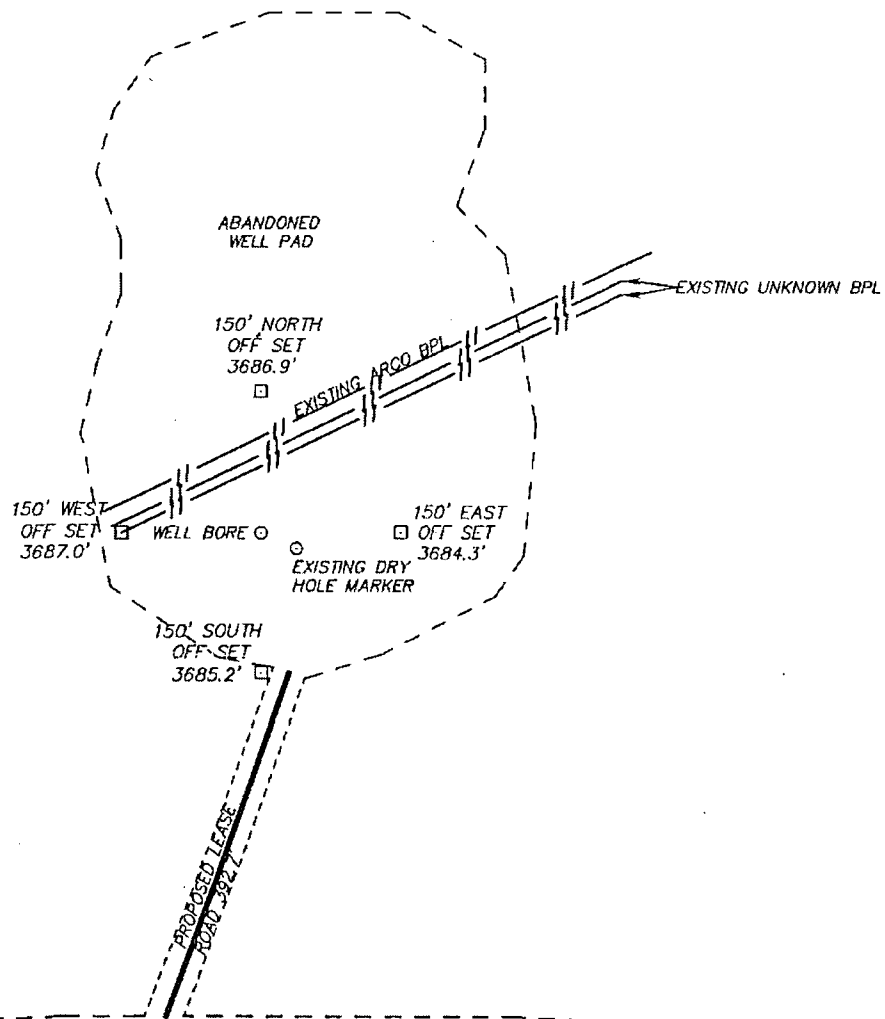 ABANDONED
WELL PAD
EXISTING UNKNOWN BPL
150' NORTH
OFF SET
3686.9'
EXISTING ARCO BPL
150' WEST
OFF SET
3687.0'
WELL BORE
150' EAST
OFF SET
3684.3'
EXISTING DRY
HOLE MARKER
150' SOUTH
OFF SET
3685.2'
PROPOSED LEASE
ROAD 392.7'